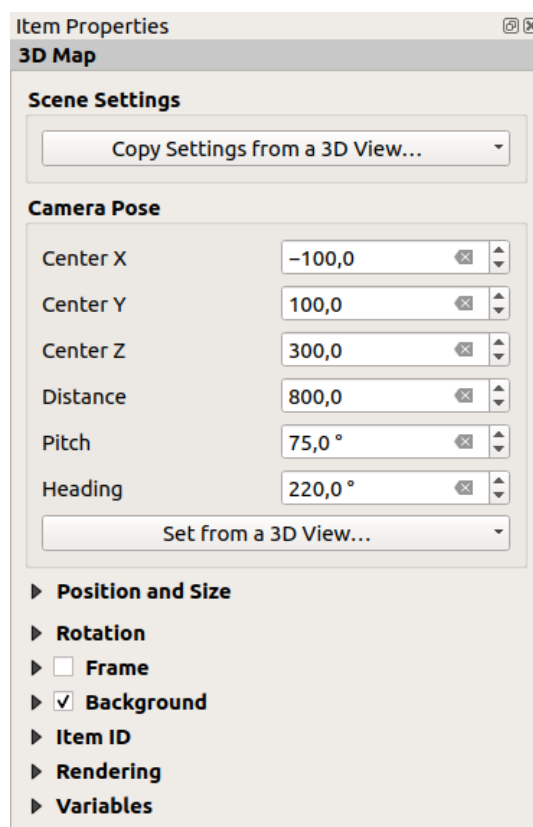 Item Properties
3D Map
Scene Settings
Copy Settings from a 3D View…
Camera Pose
Center X −100,0
Center Y 100,0
Center Z 300,0
Distance 800,0
Pitch 75,0 °
Heading 220,0 °
Set from a 3D View…
Position and Size
Rotation
Frame
Background
Item ID
Rendering
Variables